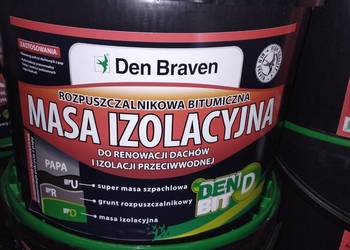 ZASTOSOWANIA
Den Braven
ROZPUSZCZALNIKOWA BITUMICZNA
MASA IZOLACYJNA
DO RENOWACJI DACHÓW
I IZOLACJI PRZECIWWODNEJ
PAPA
U super masa szpachlowa
R grunt rozpuszczalnikowy
D masa izolacyjna
DEN BIT D